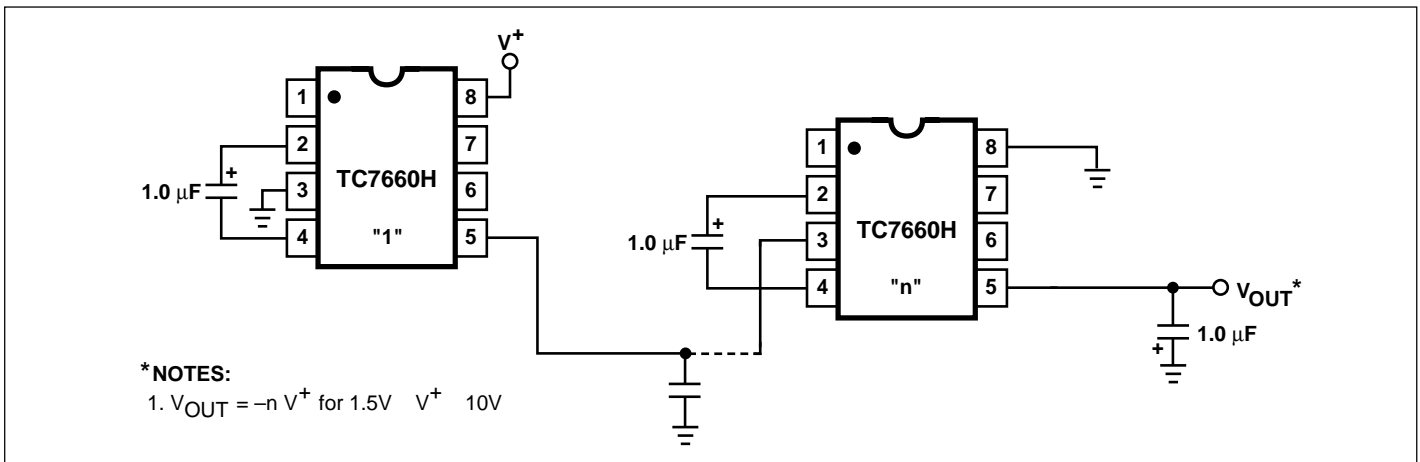 V+
1 8
2 7
3 6
4 5
TC7660H
"1"
+
1.0 µF
1 8
2 7
3 6
4 5
TC7660H
"n"
+
1.0 µF
VOUT*
1.0 µF
+
*NOTES:
1. VOUT = –n V+ for 1.5V V+ 10V